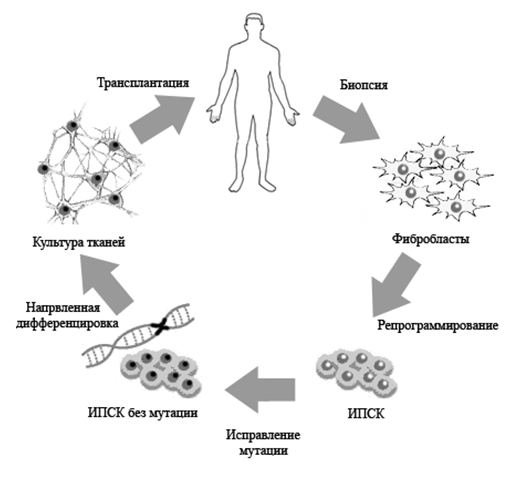 Трансплантация
Биопсия
Культура тканей
Фибробласты
Напрвленная
дифференцировка
Репрограммирование
ИПСК без мутации
ИПСК
Исправление
мутации